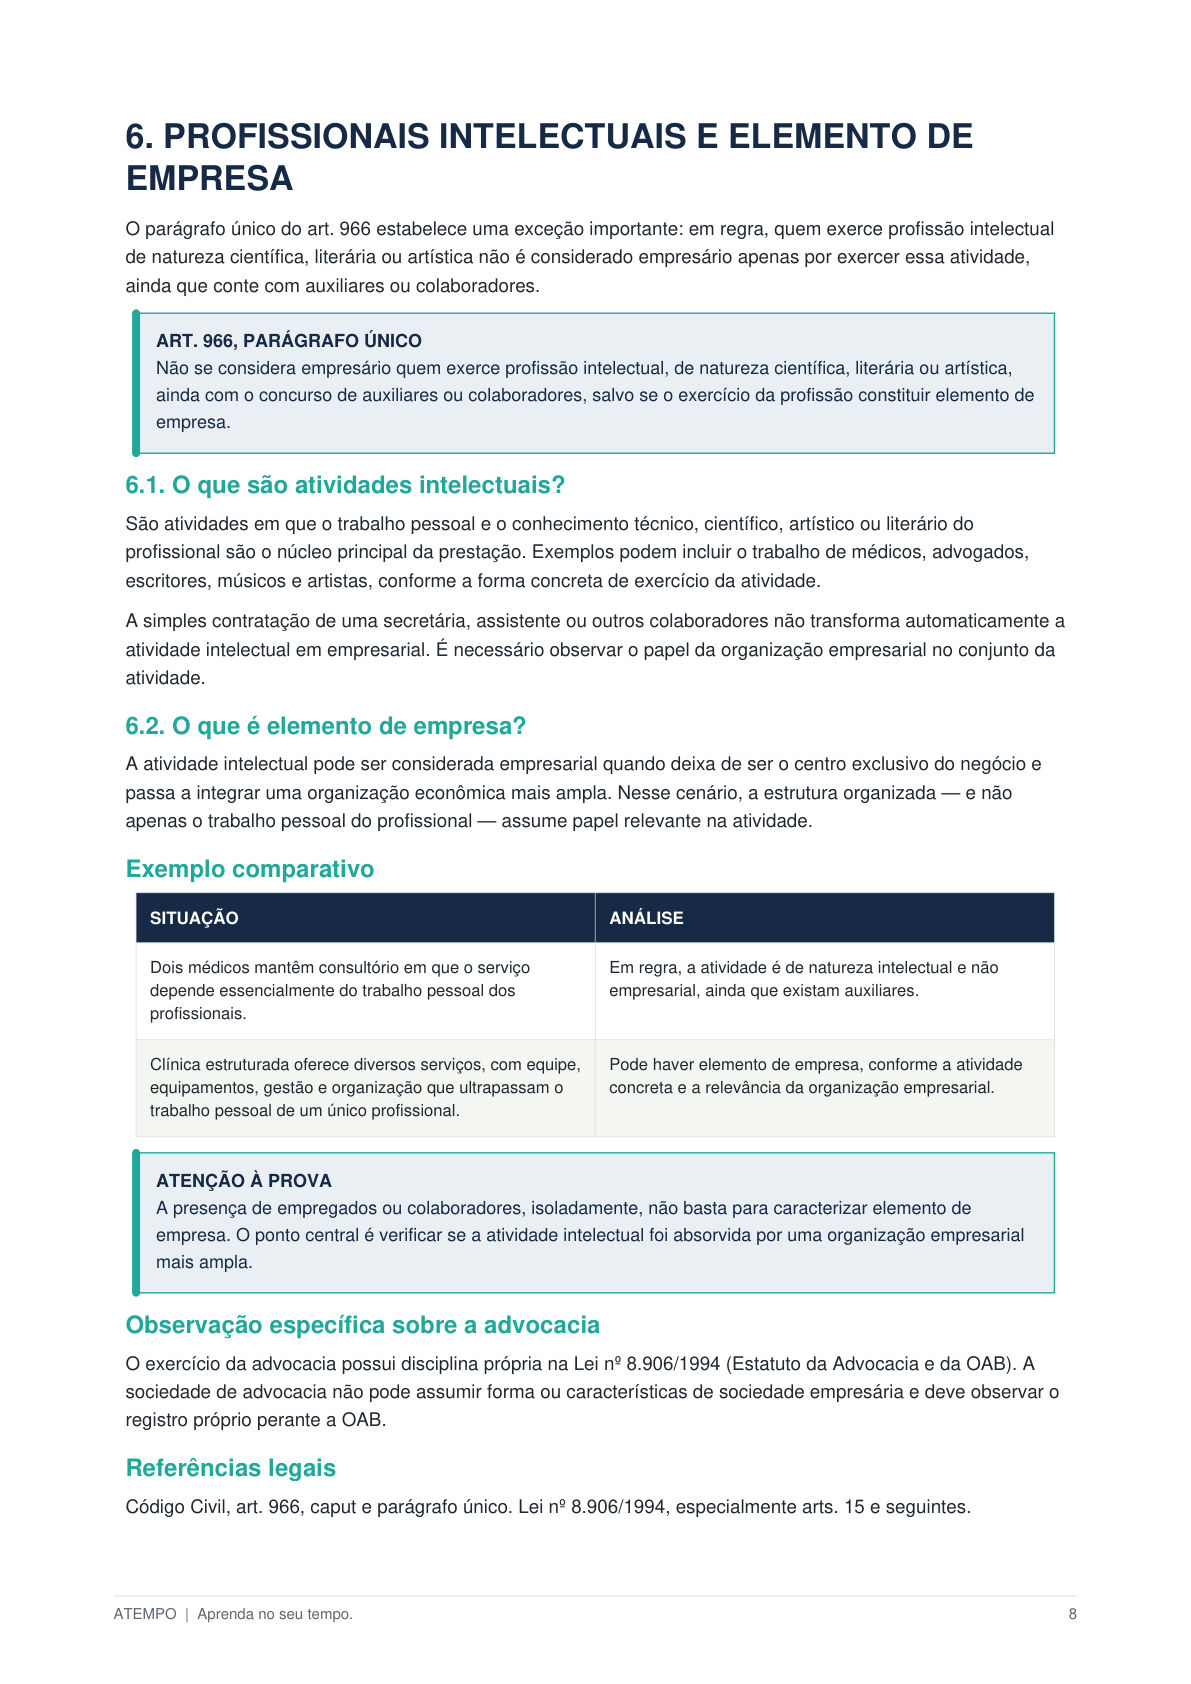 6. PROFISSIONAIS INTELECTUAIS E ELEMENTO DE
EMPRESA
O parágrafo único do art. 966 estabelece uma exceção importante: em regra, quem exerce profissão intelectual
de natureza científica, literária ou artística não é considerado empresário apenas por exercer essa atividade,
ainda que conte com auxiliares ou colaboradores.
ART. 966, PARÁGRAFO ÚNICO
Não se considera empresário quem exerce profissão intelectual, de natureza científica, literária ou artística,
ainda com o concurso de auxiliares ou colaboradores, salvo se o exercício da profissão constituir elemento de
empresa.
6.1. O que são atividades intelectuais?
São atividades em que o trabalho pessoal e o conhecimento técnico, científico, artístico ou literário do
profissional são o núcleo principal da prestação. Exemplos podem incluir o trabalho de médicos, advogados,
escritores, músicos e artistas, conforme a forma concreta de exercício da atividade.
A simples contratação de uma secretária, assistente ou outros colaboradores não transforma automaticamente a
atividade intelectual em empresarial. É necessário observar o papel da organização empresarial no conjunto da
atividade.
6.2. O que é elemento de empresa?
A atividade intelectual pode ser considerada empresarial quando deixa de ser o centro exclusivo do negócio e
passa a integrar uma organização econômica mais ampla. Nesse cenário, a estrutura organizada — e não
apenas o trabalho pessoal do profissional — assume papel relevante na atividade.
Exemplo comparativo
SITUAÇÃO
ANÁLISE
Dois médicos mantêm consultório em que o serviço
depende essencialmente do trabalho pessoal dos
profissionais.
Em regra, a atividade é de natureza intelectual e não
empresarial, ainda que existam auxiliares.
Clínica estruturada oferece diversos serviços, com equipe,
equipamentos, gestão e organização que ultrapassam o
trabalho pessoal de um único profissional.
Pode haver elemento de empresa, conforme a atividade
concreta e a relevância da organização empresarial.
ATENÇÃO À PROVA
A presença de empregados ou colaboradores, isoladamente, não basta para caracterizar elemento de
empresa. O ponto central é verificar se a atividade intelectual foi absorvida por uma organização empresarial
mais ampla.
Observação específica sobre a advocacia
O exercício da advocacia possui disciplina própria na Lei nº 8.906/1994 (Estatuto da Advocacia e da OAB). A
sociedade de advocacia não pode assumir forma ou características de sociedade empresária e deve observar o
registro próprio perante a OAB.
Referências legais
Código Civil, art. 966, caput e parágrafo único. Lei nº 8.906/1994, especialmente arts. 15 e seguintes.
ATEMPO | Aprenda no seu tempo.
8